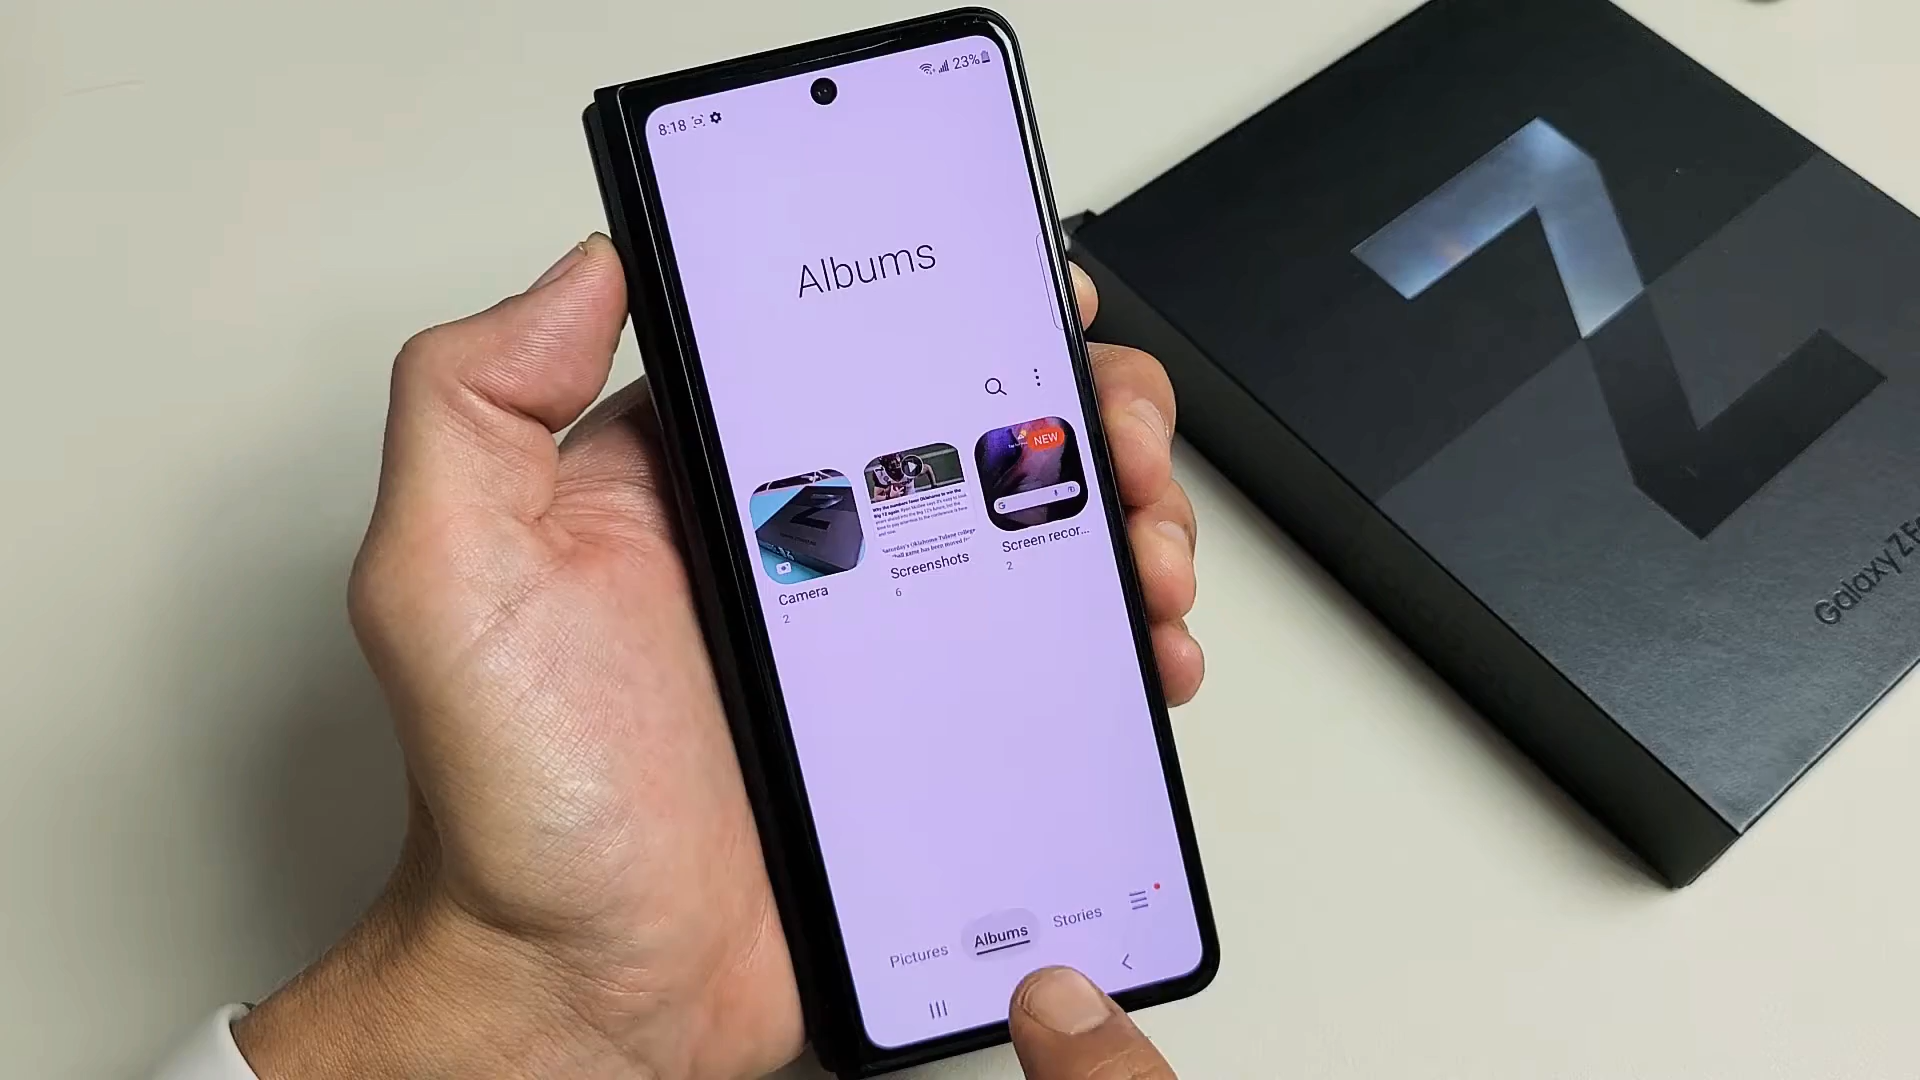 8:18
23%
Albums
NEW
Camera
2
Screenshots
6
Screen recor...
2
Pictures
Albums
Stories
Galaxy Z F